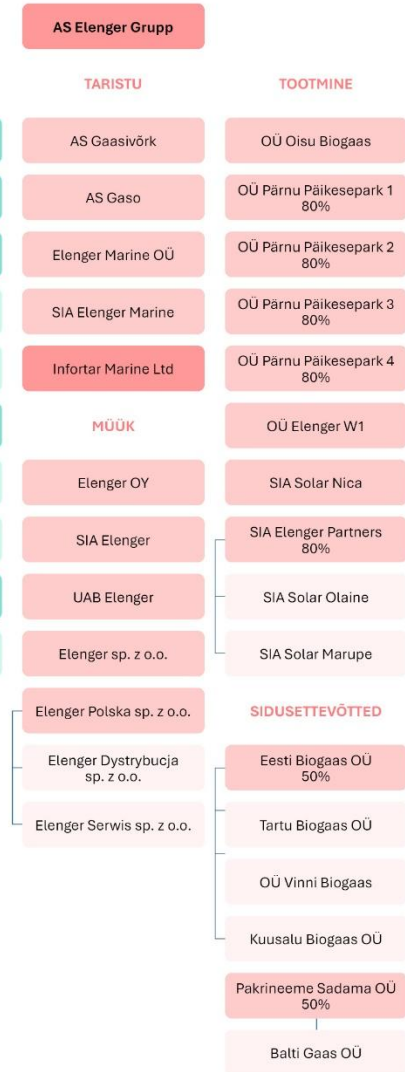 AS Elenger Grupp
TARISTU
AS Gaasivõrk
AS Gaso
Elenger Marine OÜ
SIA Elenger Marine
Infortar Marine Ltd
MÜÜK
Elenger OY
SIA Elenger
UAB Elenger
Elenger sp. z o.o.
Elenger Polska sp. z o.o.
Elenger Dystrybucja
sp. z o.o.
Elenger Serwis sp. z o.o.
TOOTMINE
OÜ Oisu Biogaas
OÜ Pärnu Päikesepark 1
80%
OÜ Pärnu Päikesepark 2
80%
OÜ Pärnu Päikesepark 3
80%
OÜ Pärnu Päikesepark 4
80%
OÜ Elenger W1
SIA Solar Nica
SIA Elenger Partners
80%
SIA Solar Olaine
SIA Solar Marupe
SIDUSETTEVÕTTED
Eesti Biogaas OÜ
50%
Tartu Biogaas OÜ
OÜ Vinni Biogaas
Kuusalu Biogaas OÜ
Pakrineeme Sadama OÜ
50%
Balti Gaas OÜ